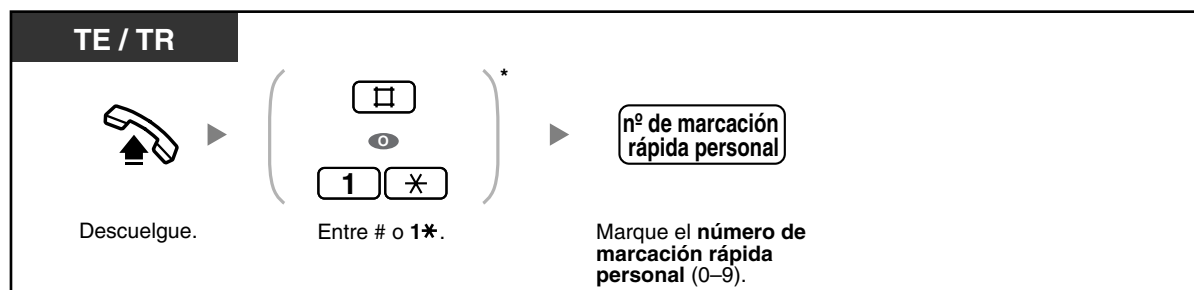 TE / TR
*
#
o
1 *
nº de marcación
rápida personal
Descuelgue.
Entre # o 1*.
Marque el número de
marcación rápida
personal (0–9).